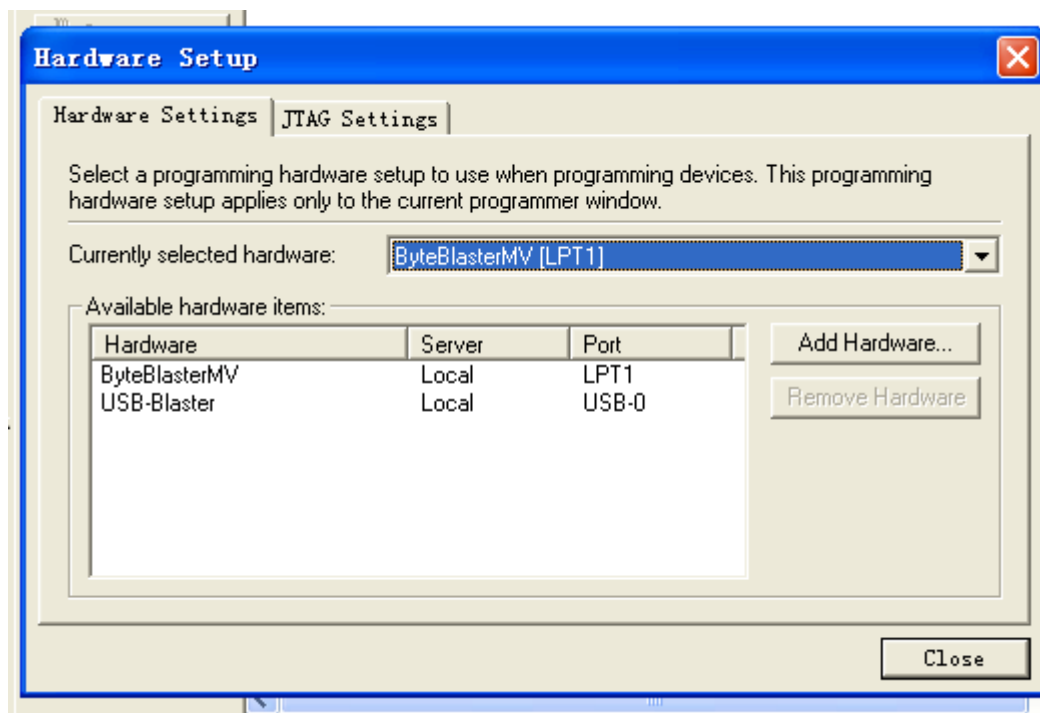 Hardware Setup
Hardware Settings JTAG Settings
Select a programming hardware setup to use when programming devices. This programming
hardware setup applies only to the current programmer window.
Currently selected hardware: ByteBlasterMV [LPT1]
Available hardware items:
Hardware Server Port Add Hardware...
ByteBlasterMV Local LPT1
USB-Blaster Local USB-0 Remove Hardware
Close